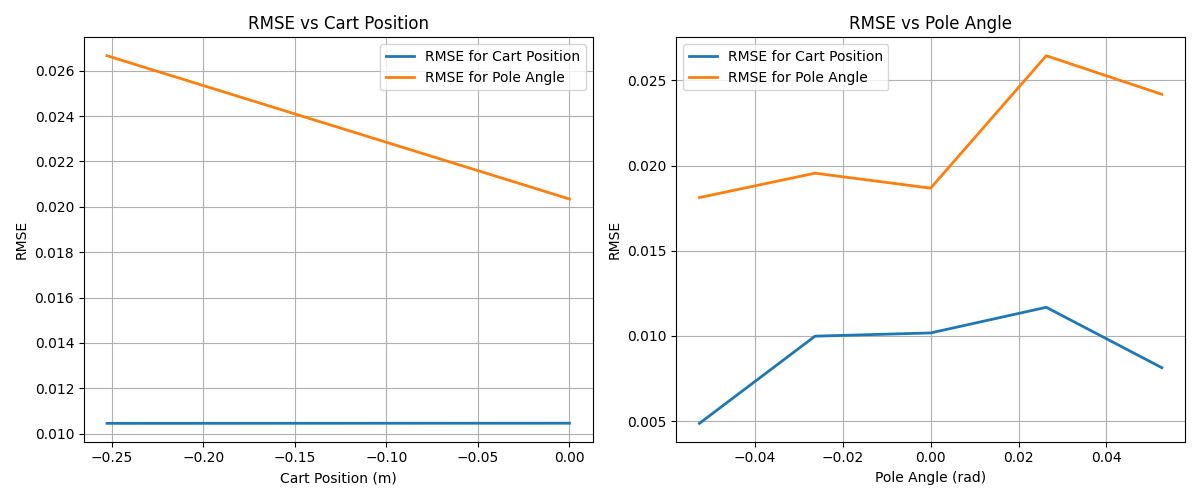 RMSE vs Cart Position
RMSE for Cart Position
RMSE for Pole Angle
0.026
0.024
0.022
0.020
0.018
0.016
0.014
0.012
0.010
RMSE
−0.25 −0.20 −0.15 −0.10 −0.05 0.00
Cart Position (m)
RMSE vs Pole Angle
RMSE for Cart Position
RMSE for Pole Angle
0.025
0.020
0.015
0.010
0.005
RMSE
−0.04 −0.02 0.00 0.02 0.04
Pole Angle (rad)